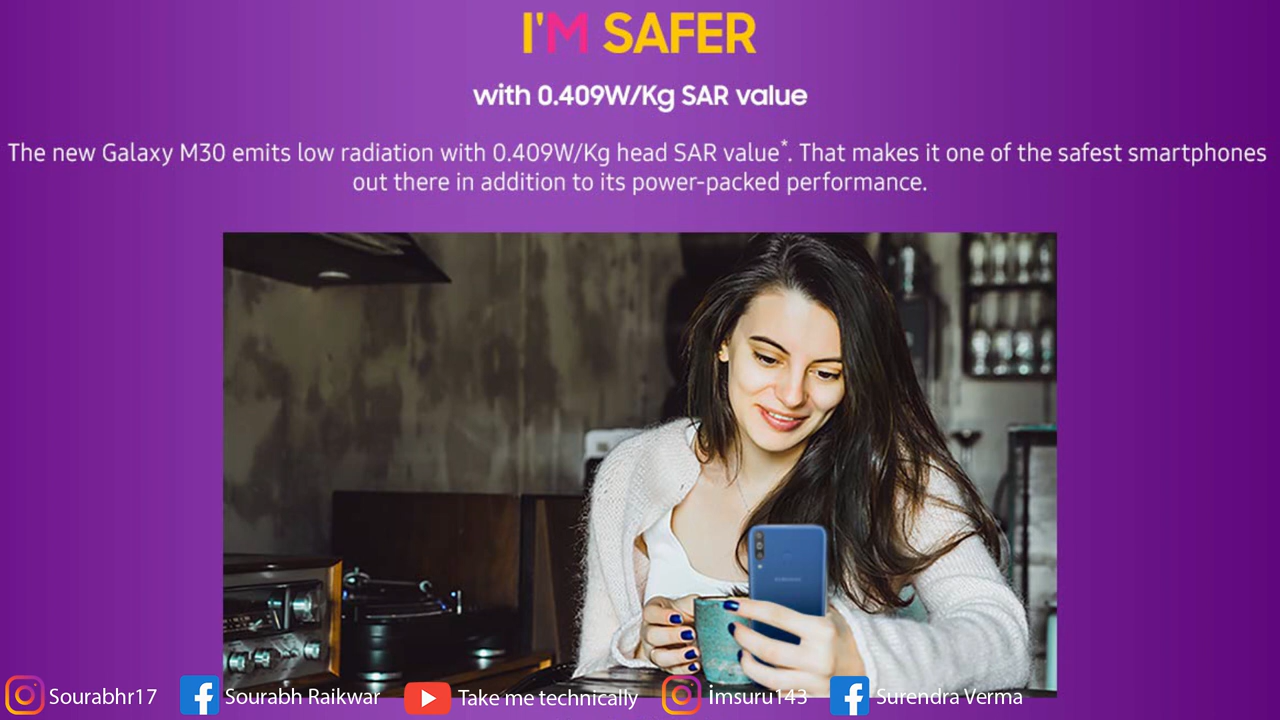 I'M SAFER
with 0.409W/Kg SAR value
The new Galaxy M30 emits low radiation with 0.409W/Kg head SAR value*. That makes it one of the safest smartphones
out there in addition to its power-packed performance.
SAMSUNG
Sourabhr17 Sourabh Raikwar Take me technically İmsuru143 Surendra Verma